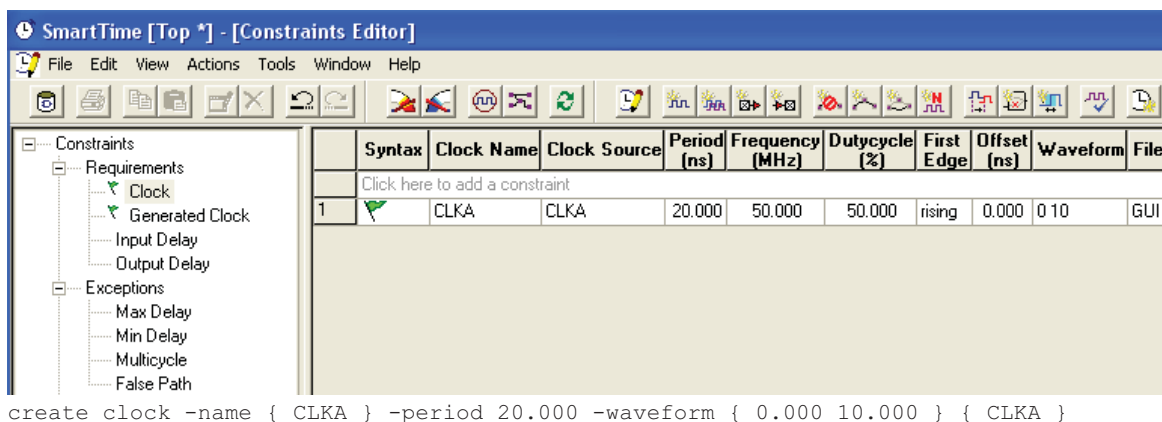 SmartTime [Top *] - [Constraints Editor]
File Edit View Actions Tools Window Help
Constraints
Requirements
Clock
Generated Clock
Input Delay
Output Delay
Exceptions
Max Delay
Min Delay
Multicycle
False Path
Syntax Clock Name Clock Source Period (ns) Frequency (MHz) Dutycycle (%) First Edge Offset (ns) Waveform File
Click here to add a constraint
1 CLKA CLKA 20.000 50.000 50.000 rising 0.000 0 10 GUI
create clock -name { CLKA } -period 20.000 -waveform { 0.000 10.000 } { CLKA }